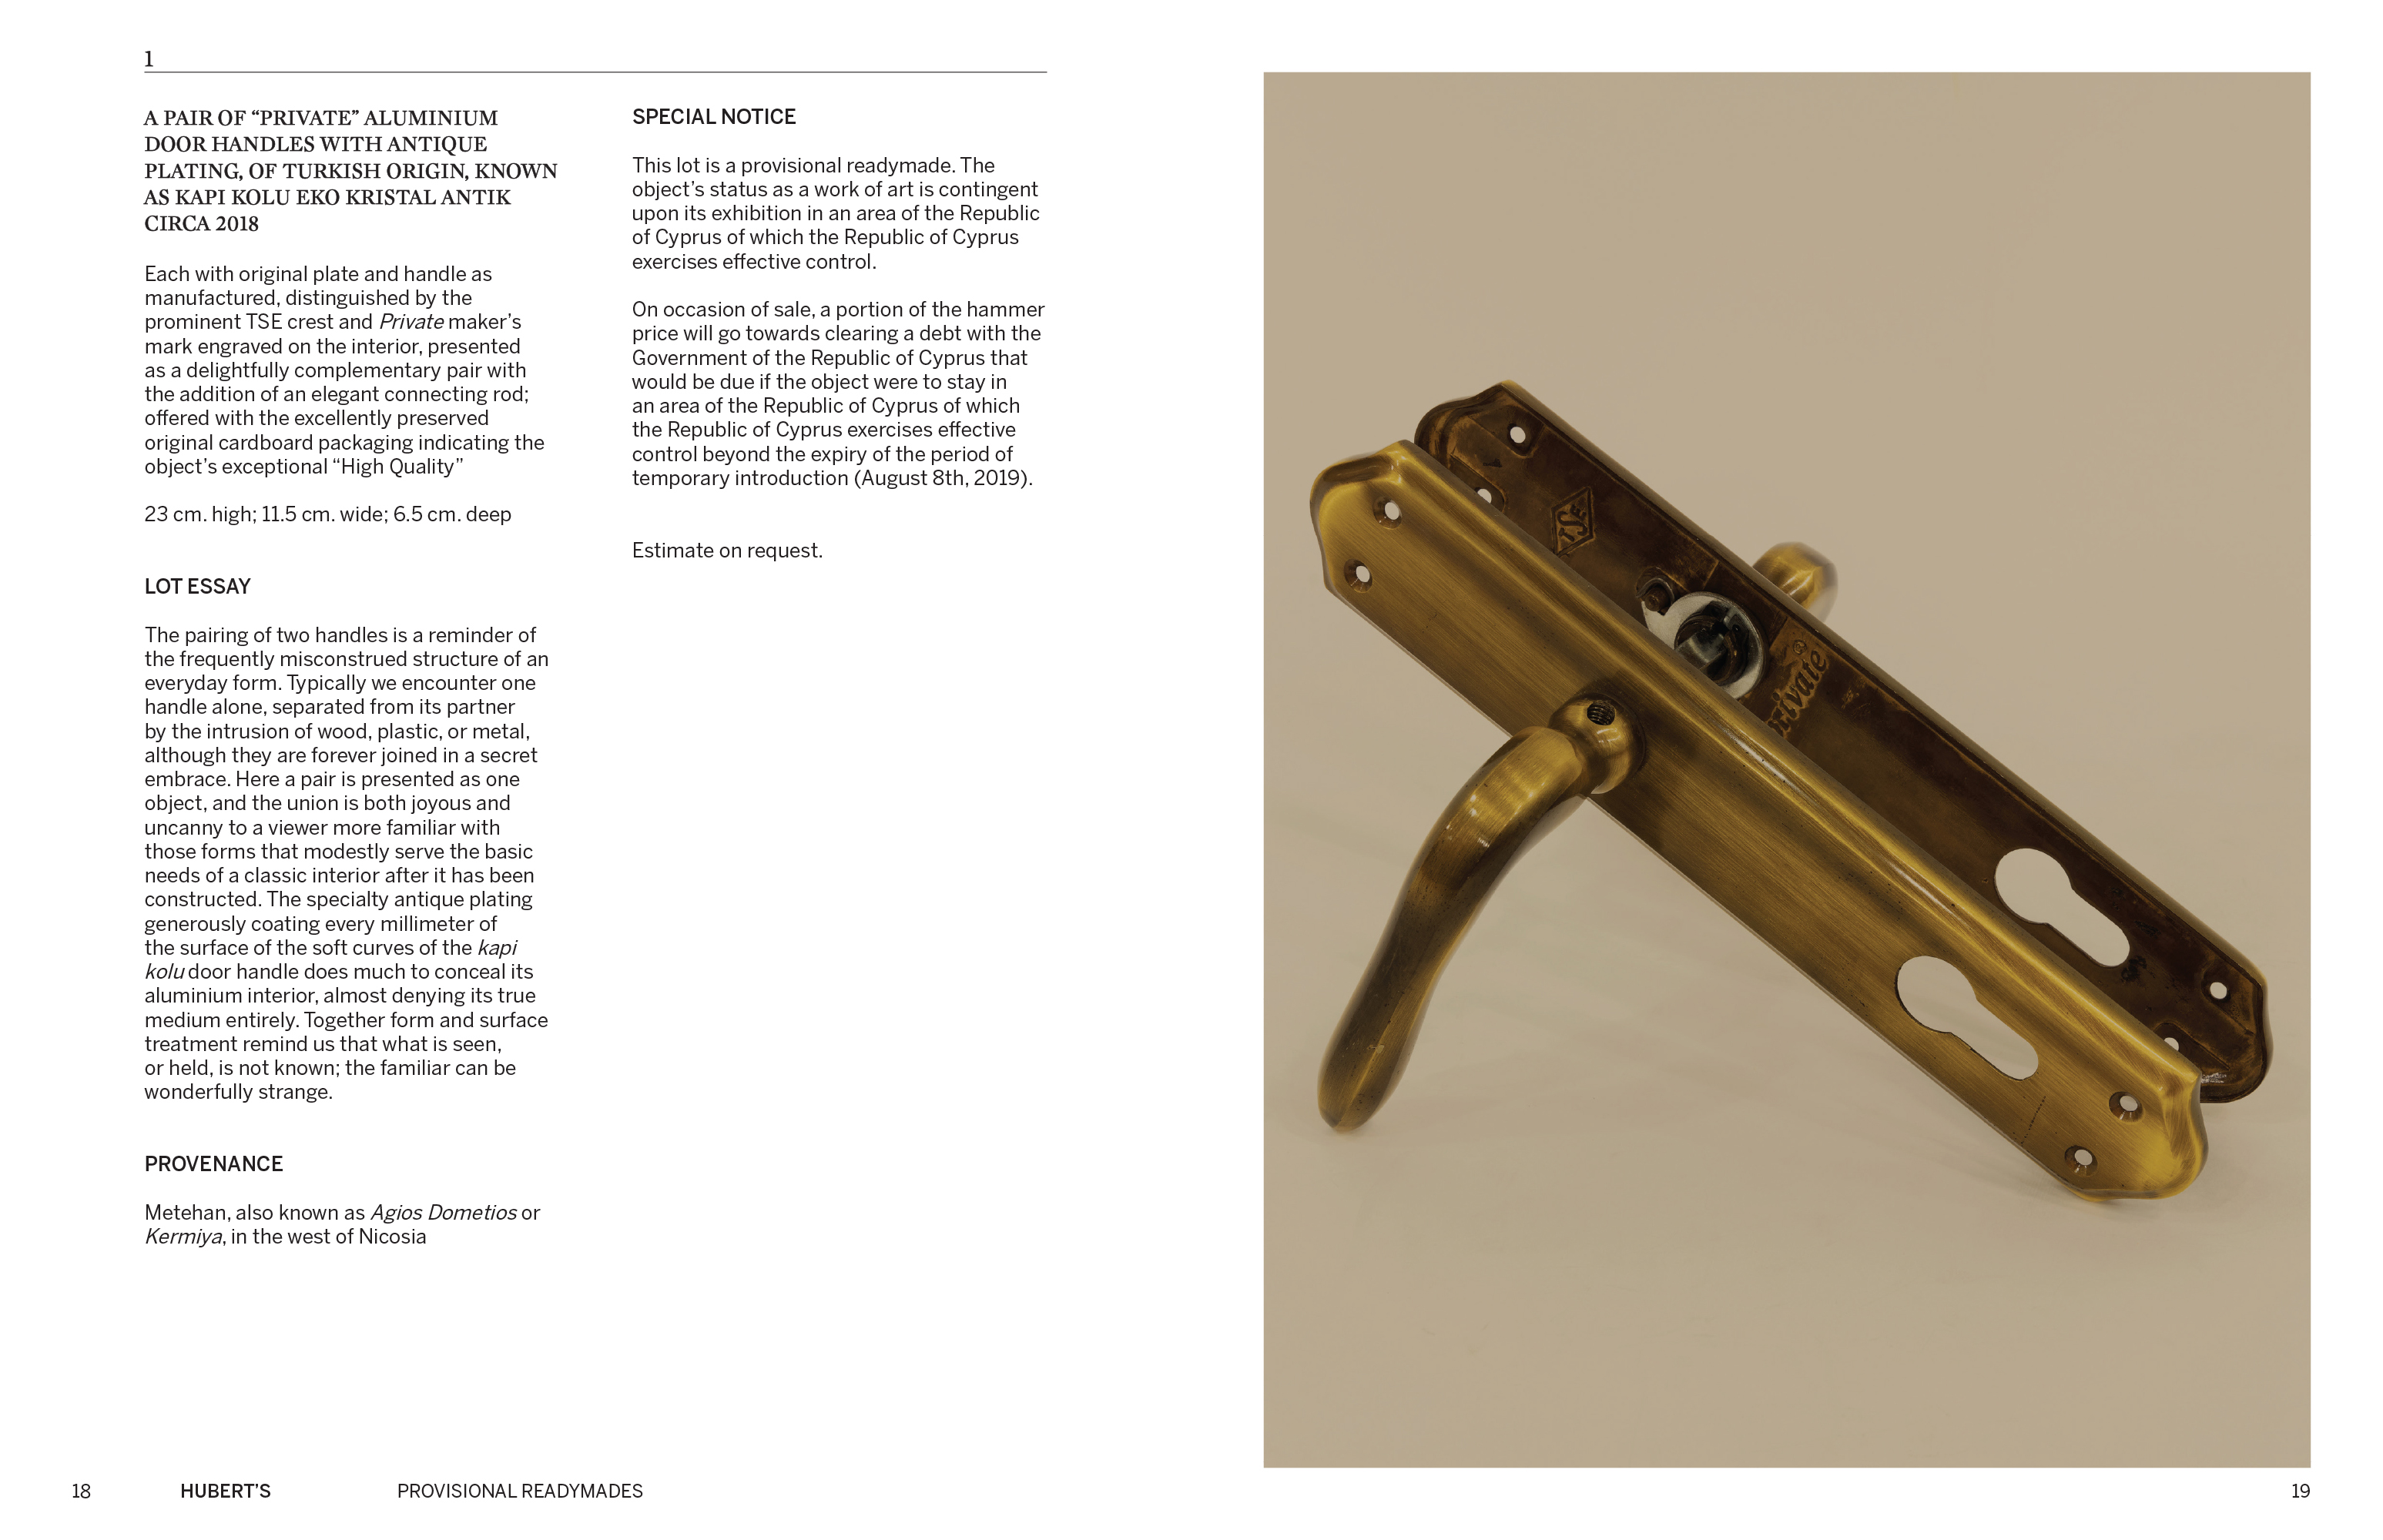 1
A PAIR OF “PRIVATE” ALUMINIUM
DOOR HANDLES WITH ANTIQUE
PLATING, OF TURKISH ORIGIN, KNOWN
AS KAPI KOLU EKO KRISTAL ANTIK
CIRCA 2018
Each with original plate and handle as
manufactured, distinguished by the
prominent TSE crest and Private maker’s
mark engraved on the interior, presented
as a delightfully complementary pair with
the addition of an elegant connecting rod;
offered with the excellently preserved
original cardboard packaging indicating the
object’s exceptional “High Quality”
23 cm. high; 11.5 cm. wide; 6.5 cm. deep
LOT ESSAY
The pairing of two handles is a reminder of
the frequently misconstrued structure of an
everyday form. Typically we encounter one
handle alone, separated from its partner
by the intrusion of wood, plastic, or metal,
although they are forever joined in a secret
embrace. Here a pair is presented as one
object, and the union is both joyous and
uncanny to a viewer more familiar with
those forms that modestly serve the basic
needs of a classic interior after it has been
constructed. The specialty antique plating
generously coating every millimeter of
the surface of the soft curves of the kapi
kolu door handle does much to conceal its
aluminium interior, almost denying its true
medium entirely. Together form and surface
treatment remind us that what is seen,
or held, is not known; the familiar can be
wonderfully strange.
PROVENANCE
Metehan, also known as Agios Dometios or
Kermiya, in the west of Nicosia
SPECIAL NOTICE
This lot is a provisional readymade. The
object’s status as a work of art is contingent
upon its exhibition in an area of the Republic
of Cyprus of which the Republic of Cyprus
exercises effective control.
On occasion of sale, a portion of the hammer
price will go towards clearing a debt with the
Government of the Republic of Cyprus that
would be due if the object were to stay in
an area of the Republic of Cyprus of which
the Republic of Cyprus exercises effective
control beyond the expiry of the period of
temporary introduction (August 8th, 2019).
Estimate on request.
TSE
Private
18 HUBERT’S PROVISIONAL READYMADES
19